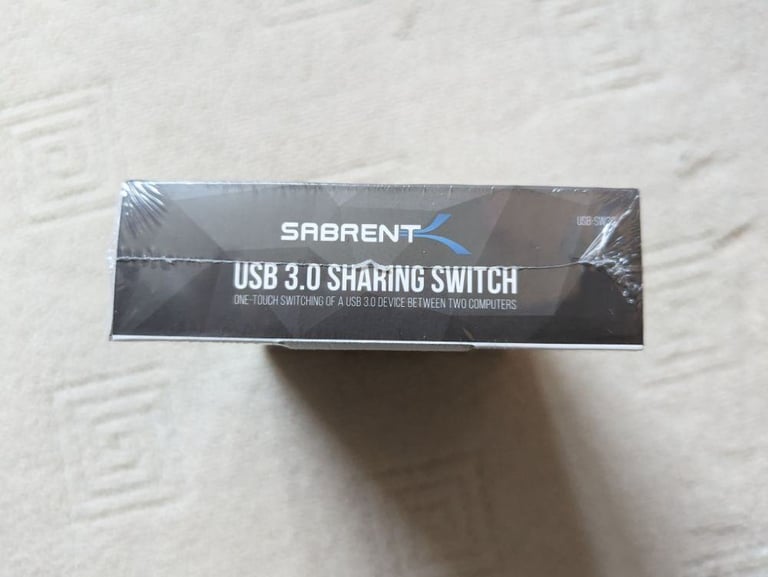 SABRENT
USB 3.0 SHARING SWITCH
ONE-TOUCH SWITCHING OF A USB 3.0 DEVICE BETWEEN TWO COMPUTERS